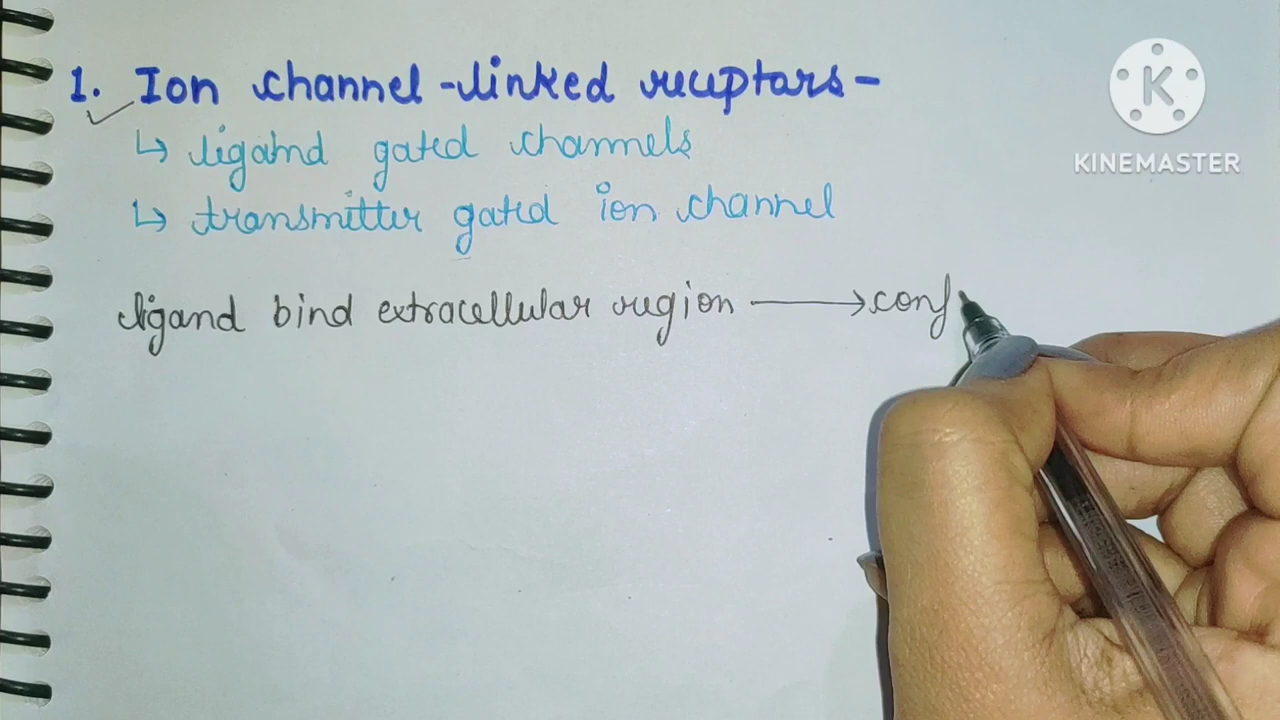 1. Ion channel-linked receptors-
↳ ligand gated channels
↳ transmitter gated ion channel
ligand bind extracellular region ⟶ conf
K
KINEMASTER